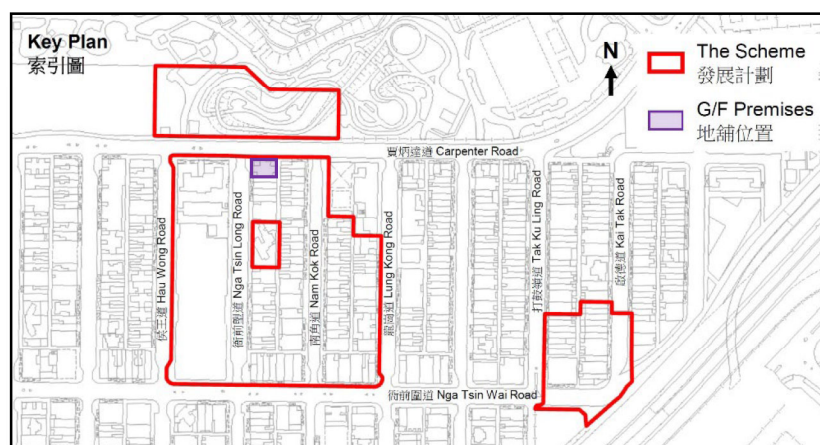 Key Plan
索引圖
N
The Scheme
發展計劃
G/F Premises
地舖位置
賈炳達道 Carpenter Road
侯王道 Hau Wong Road
衙前塱道 Nga Tsin Long Road
南角道 Nam Kok Road
龍崗道 Lung Kong Road
打鼓嶺道 Tak Ku Ling Road
啟德道 Kai Tak Road
衙前圍道 Nga Tsin Wai Road